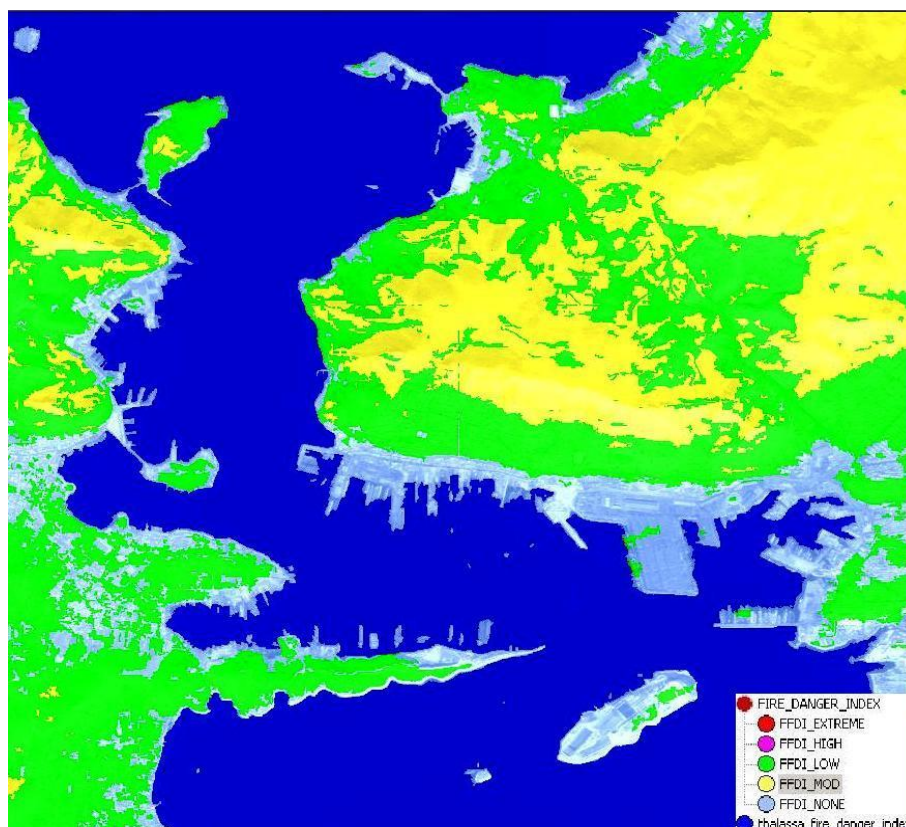 FIRE_DANGER_INDEX
FFDI_EXTREME
FFDI_HIGH
FFDI_LOW
FFDI_MOD
FFDI_NONE
thalassa_fire_danger_index